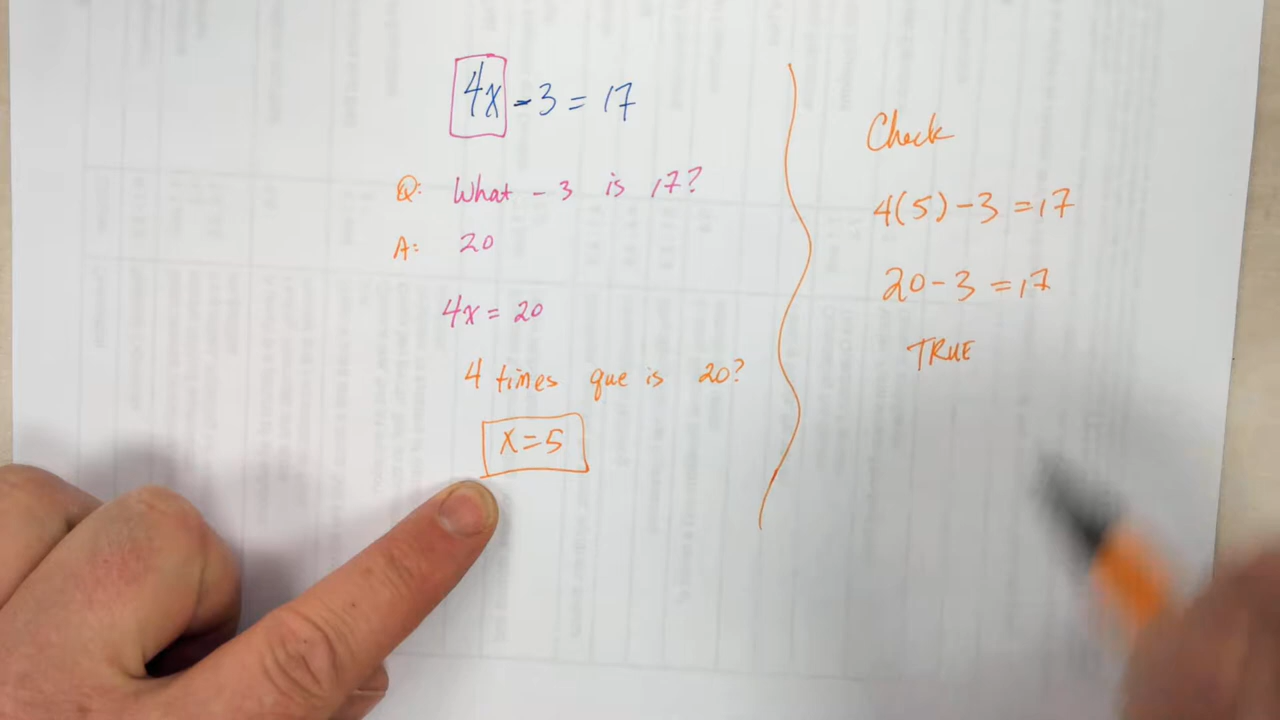 4x - 3 = 17
Q: What - 3 is 17?
A: 20
4x = 20
4 times que is 20?
x = 5
Check
4(5) - 3 = 17
20 - 3 = 17
TRUE